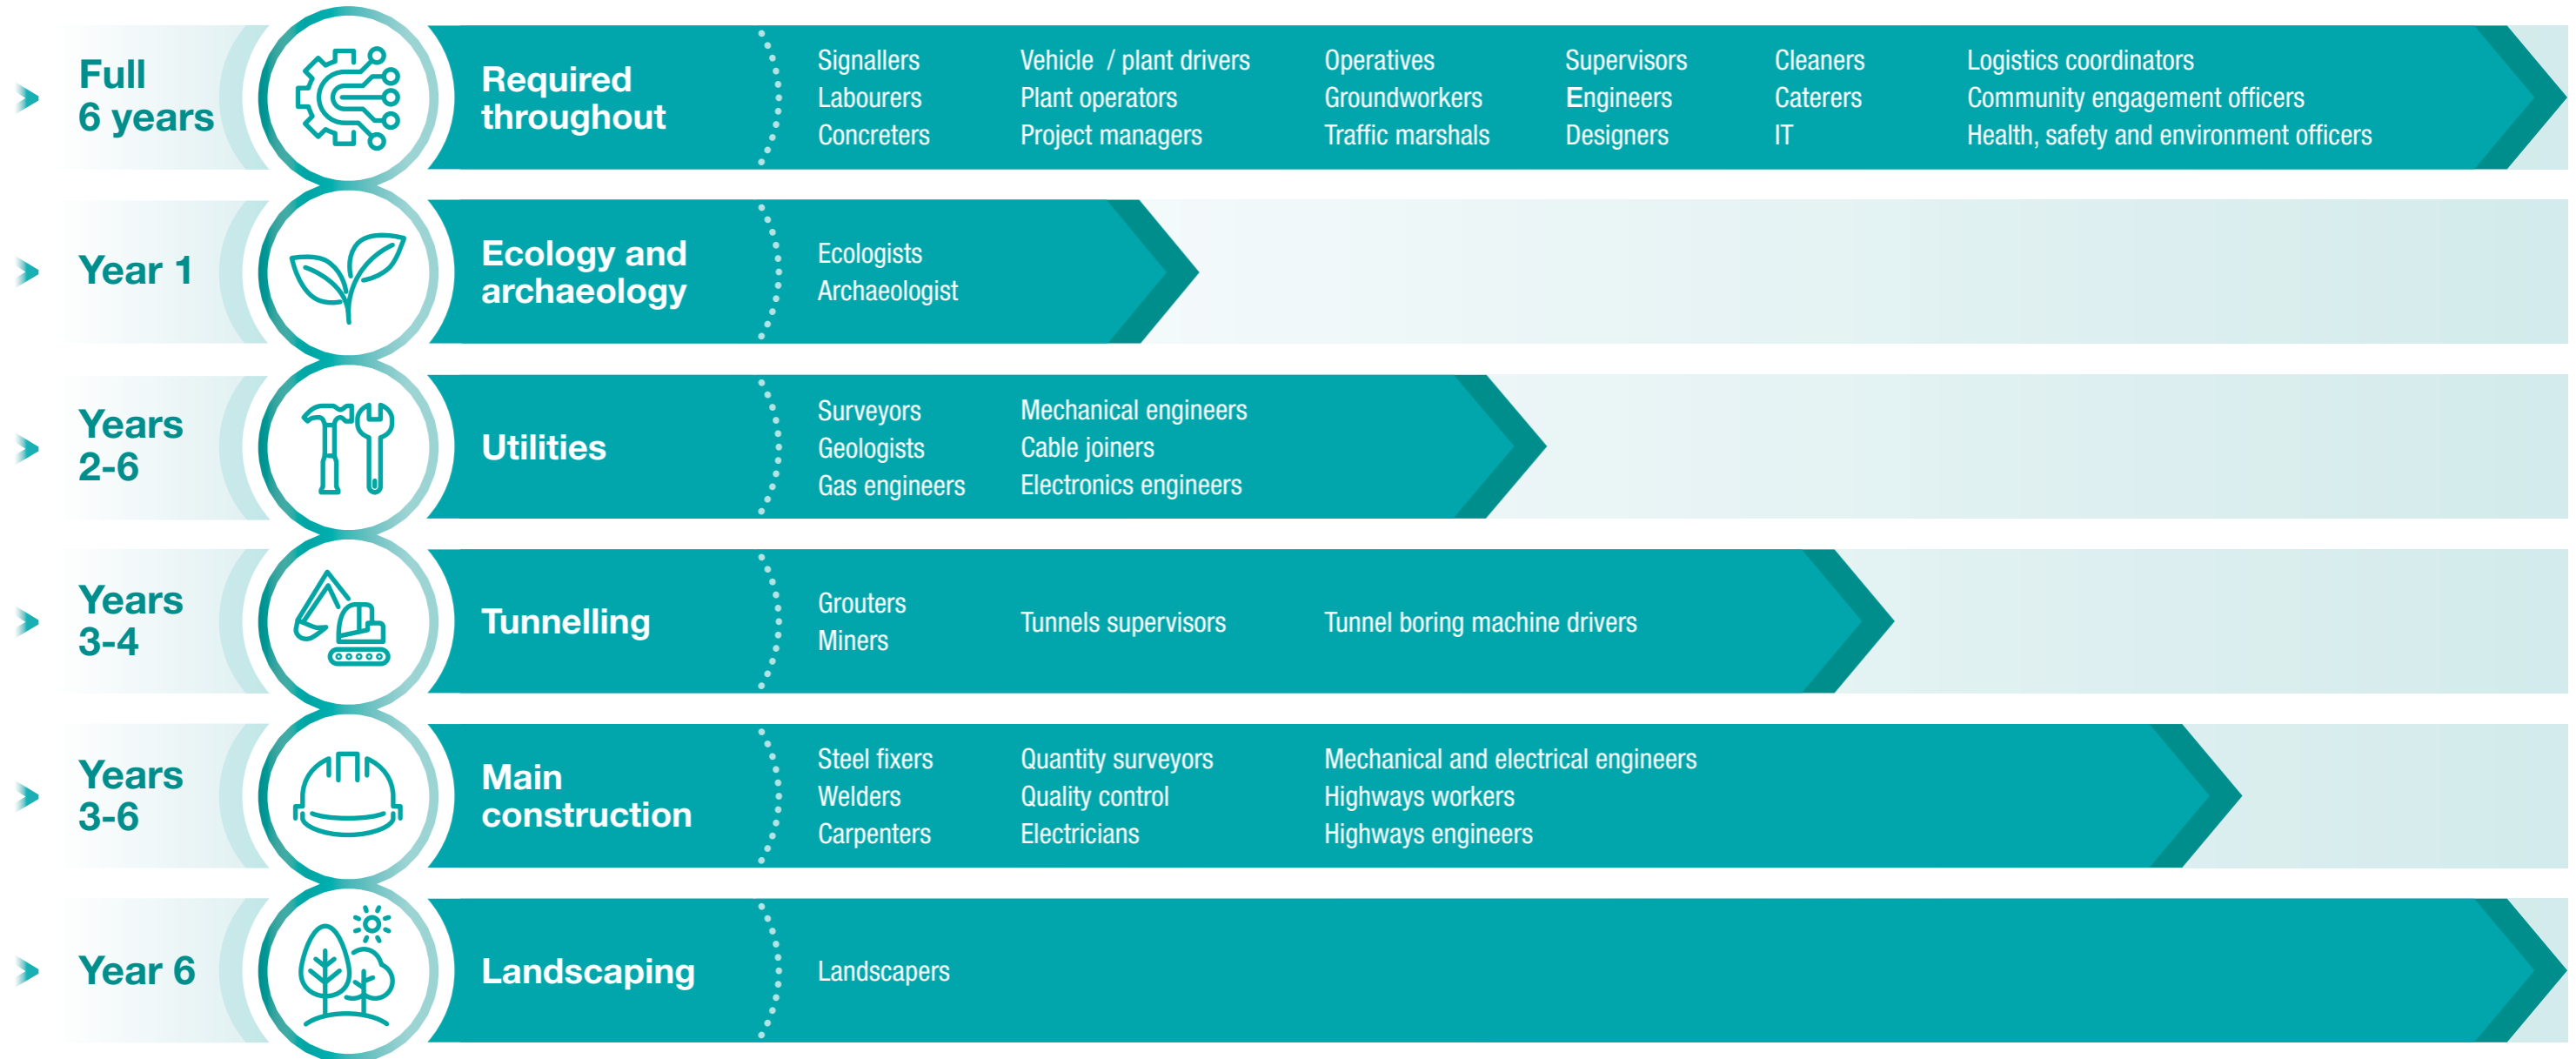 Full
6 years
Required
throughout
Signallers
Labourers
Concreters
Vehicle / plant drivers
Plant operators
Project managers
Operatives
Groundworkers
Traffic marshals
Supervisors
Engineers
Designers
Cleaners
Caterers
IT
Logistics coordinators
Community engagement officers
Health, safety and environment officers
Year 1
Ecology and
archaeology
Ecologists
Archaeologist
Years
2-6
Utilities
Surveyors
Geologists
Gas engineers
Mechanical engineers
Cable joiners
Electronics engineers
Years
3-4
Tunnelling
Grouters
Miners
Tunnels supervisors
Tunnel boring machine drivers
Years
3-6
Main
construction
Steel fixers
Welders
Carpenters
Quantity surveyors
Quality control
Electricians
Mechanical and electrical engineers
Highways workers
Highways engineers
Year 6
Landscaping
Landscapers